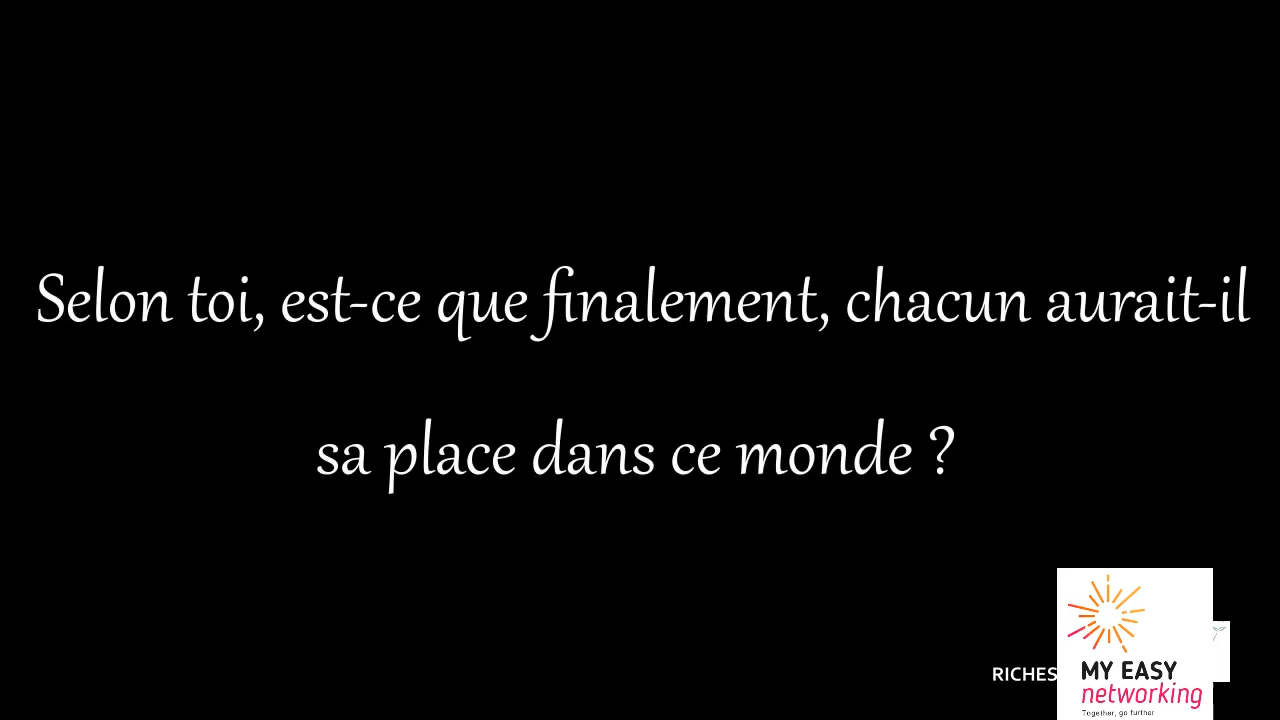 Selon toi, est-ce que finalement, chacun aurait-il
sa place dans ce monde ?
RICHES
MY EASY
networking
Together, go further